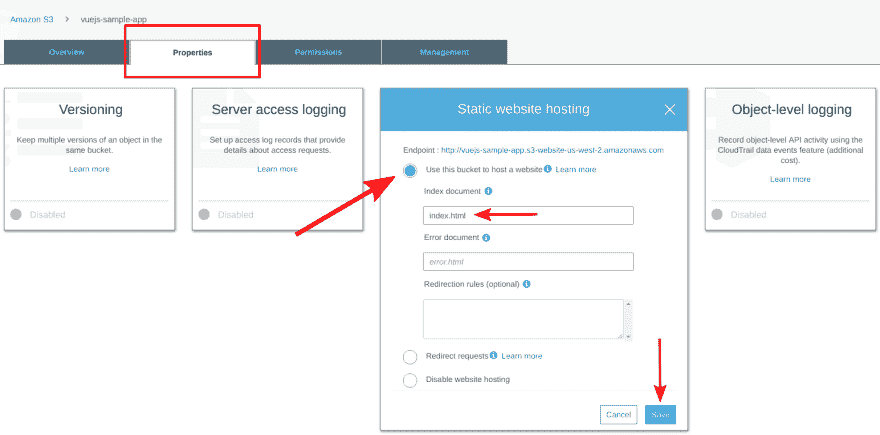 Amazon S3 > vuejs-sample-app
Overview
Properties
Permissions
Management
Versioning
Keep multiple versions of an object in the
same bucket.
Learn more
Disabled
Server access logging
Set up access log records that provide
details about access requests.
Learn more
Disabled
Static website hosting
Endpoint : http://vuejs-sample-app.s3-website-us-west-2.amazonaws.com
Use this bucket to host a website Learn more
Index document
index.html
Error document
error.html
Redirection rules (optional)
Redirect requests Learn more
Disable website hosting
Cancel
Save
Object-level logging
Record object-level API activity using the
CloudTrail data events feature (additional
cost).
Learn more
Disabled